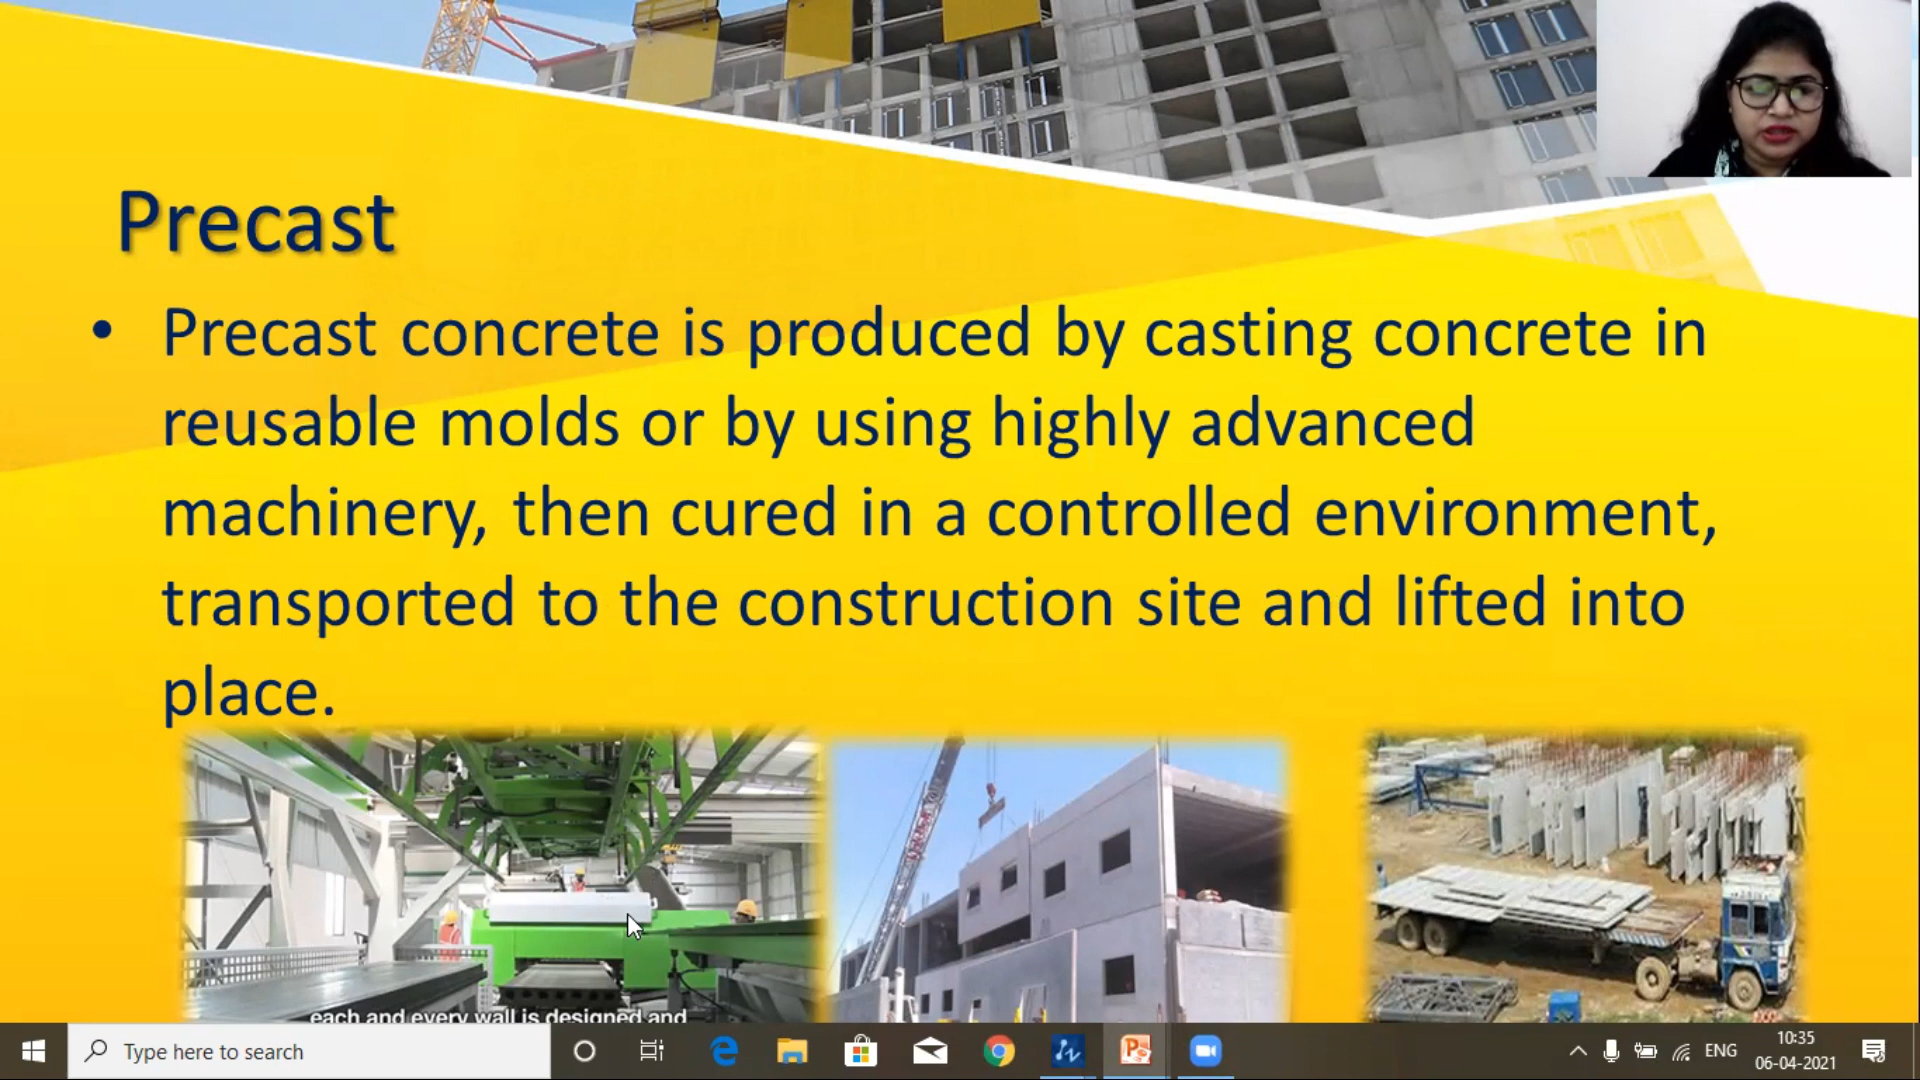 Precast
• Precast concrete is produced by casting concrete in
reusable molds or by using highly advanced
machinery, then cured in a controlled environment,
transported to the construction site and lifted into
place.
each and every wall is designed and
Type here to search
ENG
10:35
06-04-2021